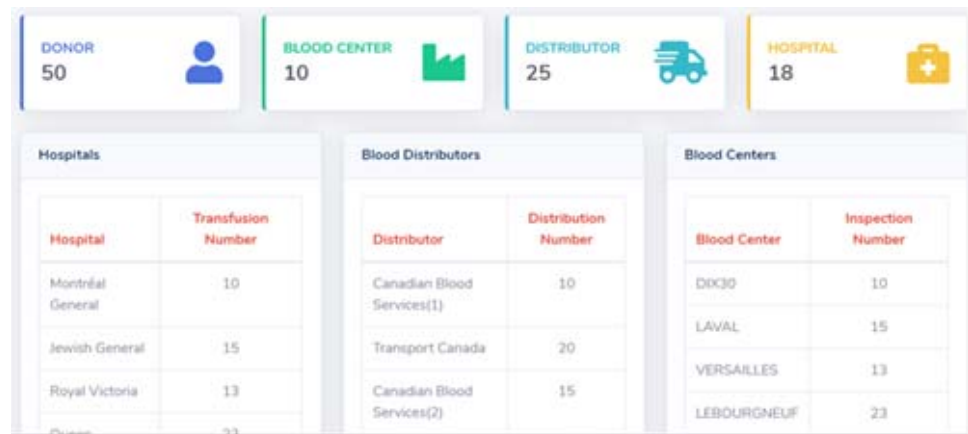 DONOR
50
BLOOD CENTER
10
DISTRIBUTOR
25
HOSPITAL
18
Hospitals
Hospital
Transfusion
Number
Montréal
General
10
Jewish General
15
Royal Victoria
13
Blood Distributors
Distributor
Distribution
Number
Canadian Blood
Services(1)
10
Transport Canada
20
Canadian Blood
Services(2)
15
Blood Centers
Blood Center
Inspection
Number
DIX30
10
LAVAL
15
VERSAILLES
13
LEBOURGNEUF
23